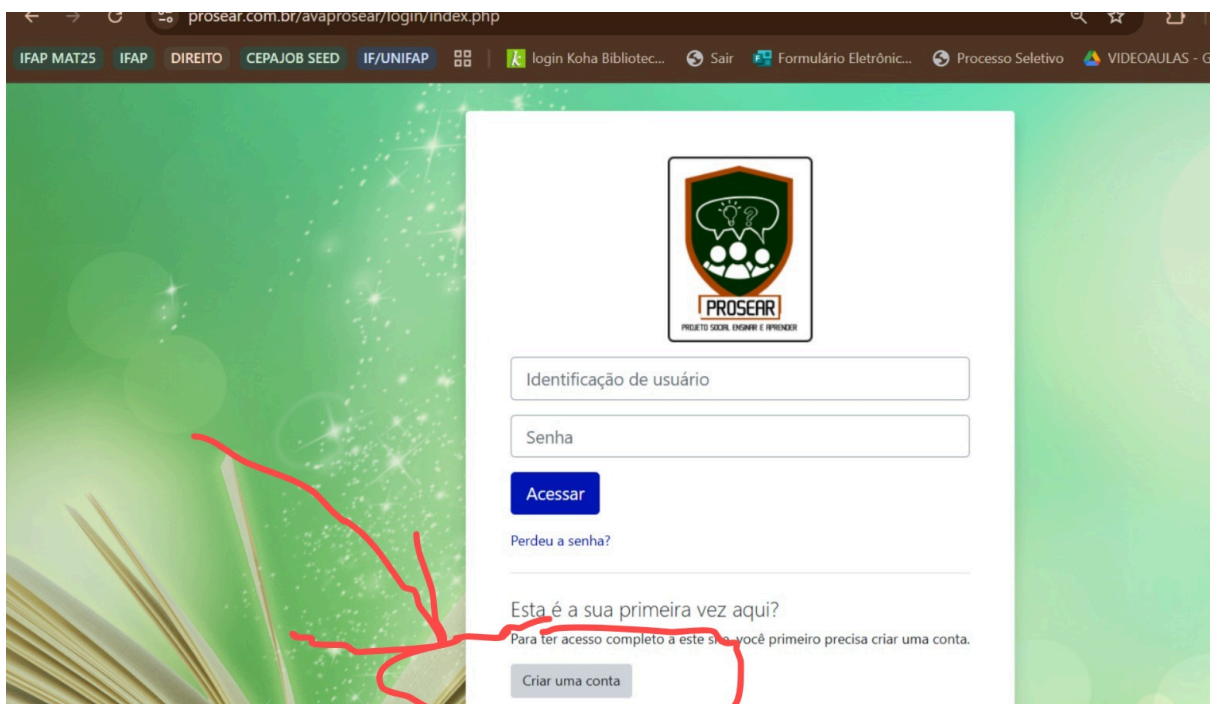 prosear.com.br/avaprosear/login/index.php
IFAP MAT25 IFAP DIREITO CEPAJOB SEED IF/UNIFAP k login Koha Bibliotec... Sair Formulário Eletrônic... Processo Seletivo VIDEOAULAS - G
?
PROSEAR
PROJETO SOCIAL ENSINAR E APRENDER
Identificação de usuário
Senha
Acessar
Perdeu a senha?
Esta é a sua primeira vez aqui?
Para ter acesso completo a este site, você primeiro precisa criar uma conta.
Criar uma conta